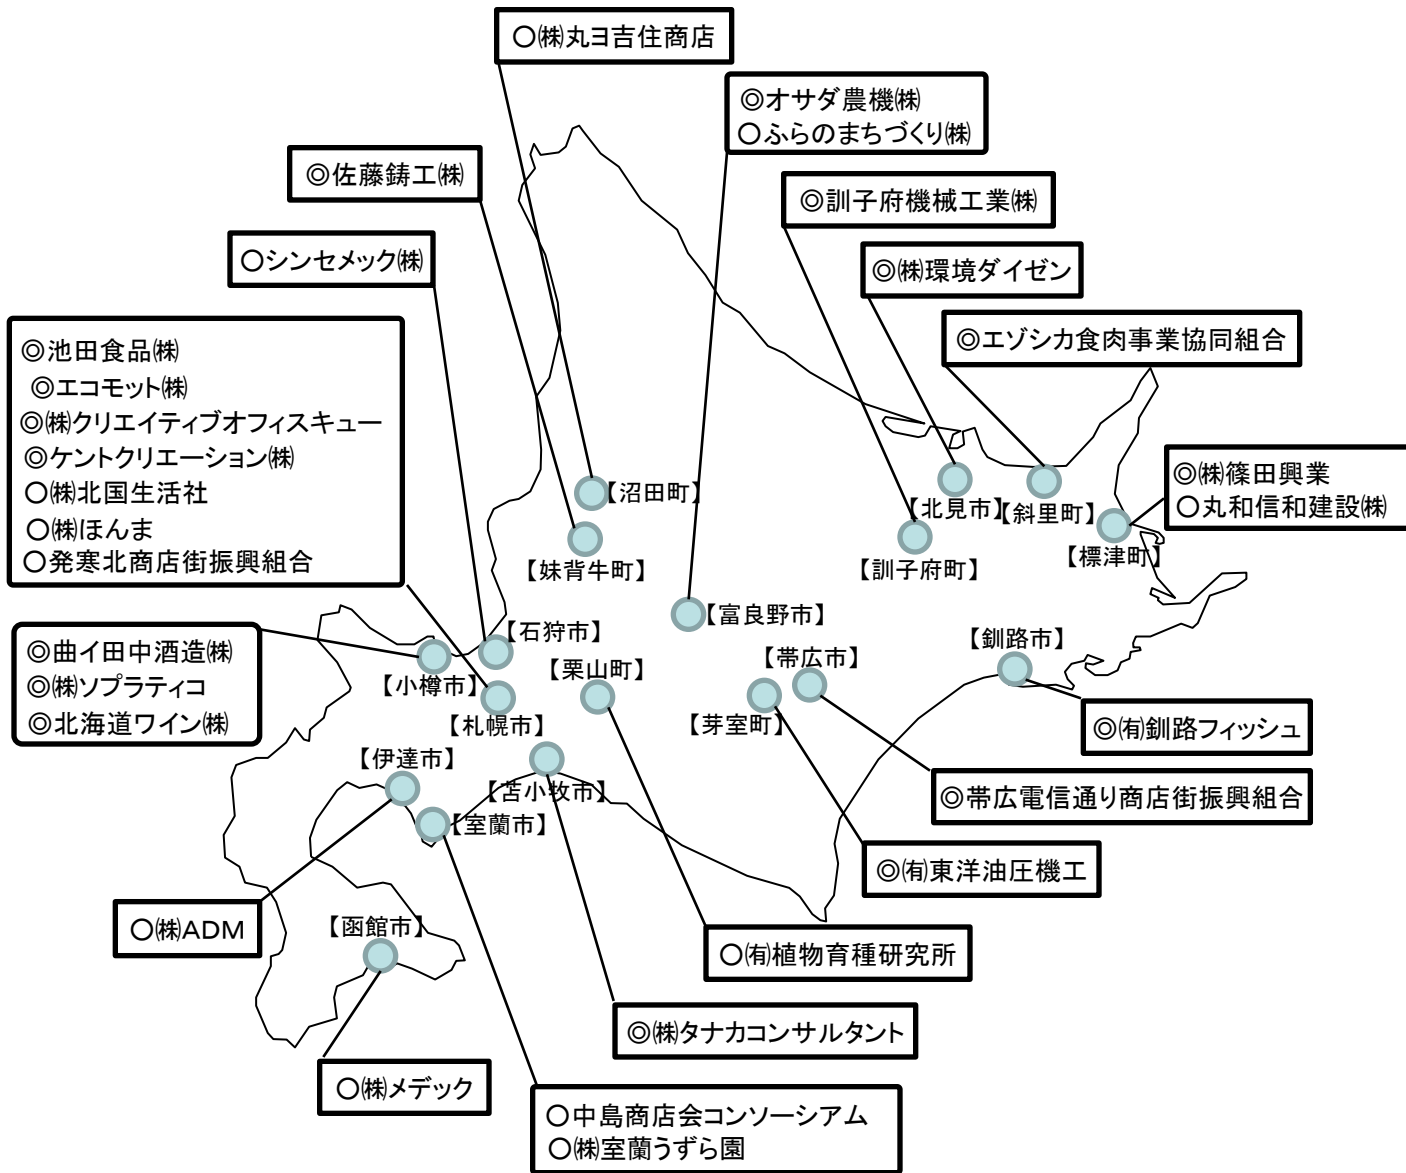 ○㈱丸ヨ吉住商店
◎オサダ農機㈱
○ふらのまちづくり㈱
◎佐藤鋳工㈱
◎訓子府機械工業㈱
○シンセメック㈱
◎㈱環境ダイゼン
◎エゾシカ食肉事業協同組合
◎池田食品㈱
◎エコモット㈱
◎㈱クリエイティブオフィスキュー
◎ケントクリエーション㈱
○㈱北国生活社
○㈱ほんま
○発寒北商店街振興組合
◎㈱篠田興業
○丸和信和建設㈱
【沼田町】
【北見市】
【斜里町】
【標津町】
【妹背牛町】
【訓子府町】
【富良野市】
【石狩市】
【釧路市】
◎曲イ田中酒造㈱
◎㈱ソプラティコ
◎北海道ワイン㈱
【小樽市】
【栗山町】
【帯広市】
【札幌市】
【芽室町】
◎㈲釧路フィッシュ
【伊達市】
【苫小牧市】
◎帯広電信通り商店街振興組合
【室蘭市】
◎㈲東洋油圧機工
○㈱ADM
【函館市】
○㈲植物育種研究所
◎㈱タナカコンサルタント
○㈱メデック
○中島商店会コンソーシアム
○㈱室蘭うずら園